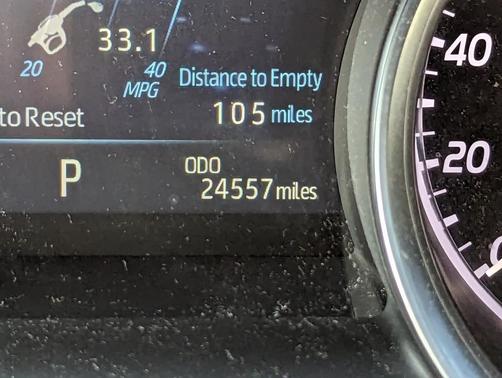 33.1
20 40
MPG
Distance to Empty
105 miles
to Reset
P
ODO
24557 miles
40
20